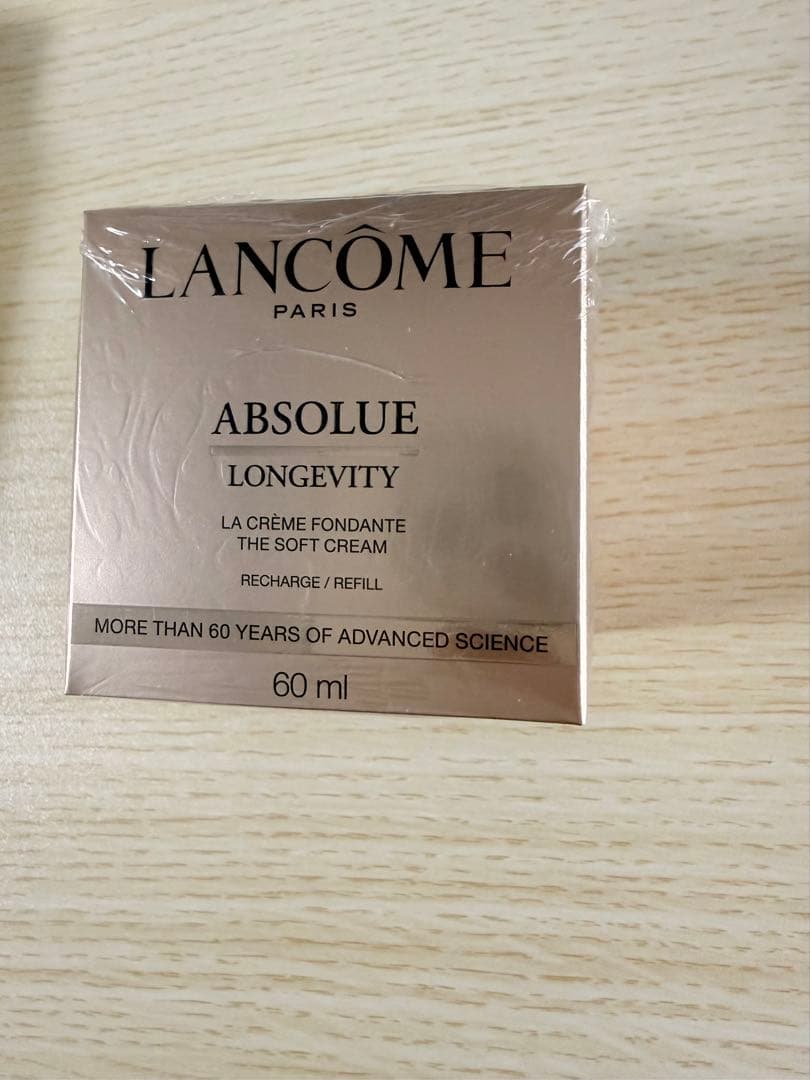 LANCÔME
PARIS
ABSOLUE
LONGEVITY
LA CRÈME FONDANTE
THE SOFT CREAM
RECHARGE / REFILL
MORE THAN 60 YEARS OF ADVANCED SCIENCE
60 ml